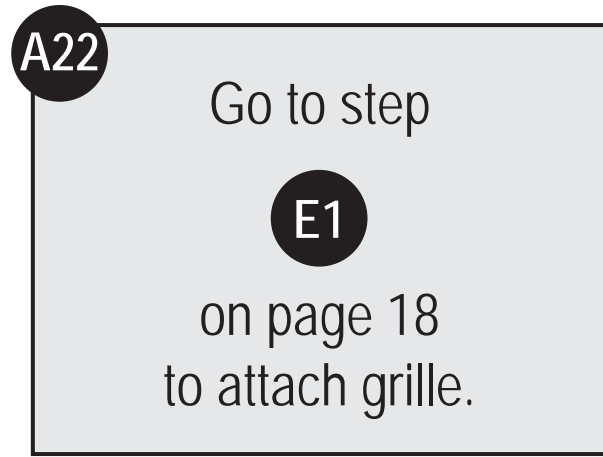 A22
Go to step
E1
on page 18
to attach grille.